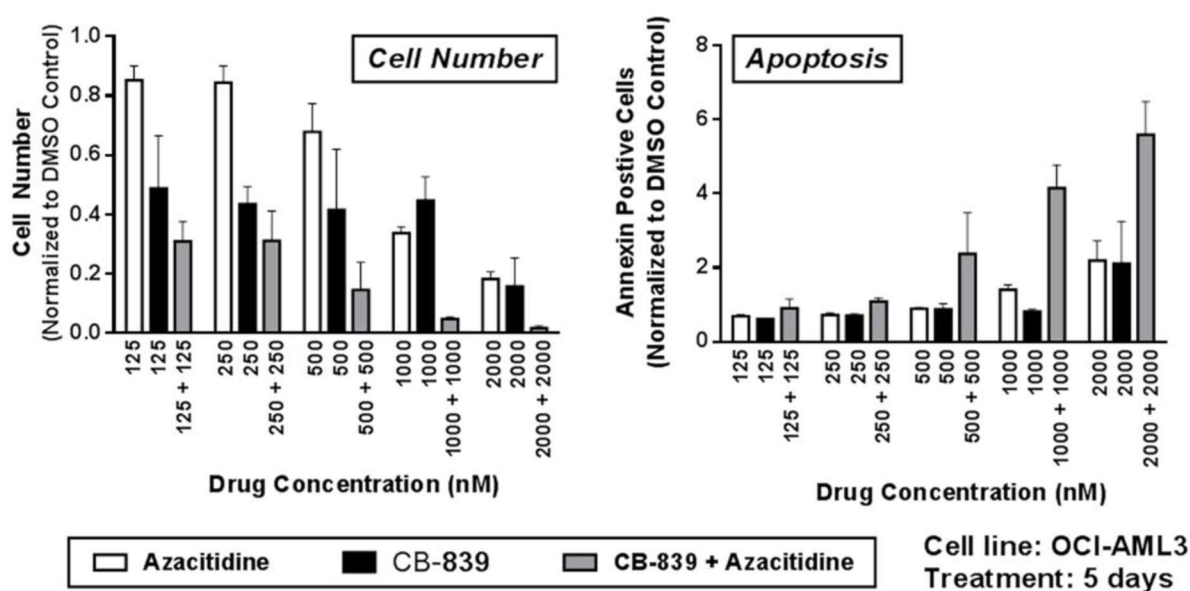 Cell Number
Cell Number
(Normalized to DMSO Control)
1.0
0.8
0.6
0.4
0.2
0.0
125
125
125 + 125
250
250
250 + 250
500
500
500 + 500
1000
1000
1000 + 1000
2000
2000
2000 + 2000
Drug Concentration (nM)
Apoptosis
Annexin Postive Cells
(Normalized to DMSO Control)
8
6
4
2
0
125
125
125 + 125
250
250
250 + 250
500
500
500 + 500
1000
1000
1000 + 1000
2000
2000
2000 + 2000
Drug Concentration (nM)
Azacitidine
CB-839
CB-839 + Azacitidine
Cell line: OCI-AML3
Treatment: 5 days